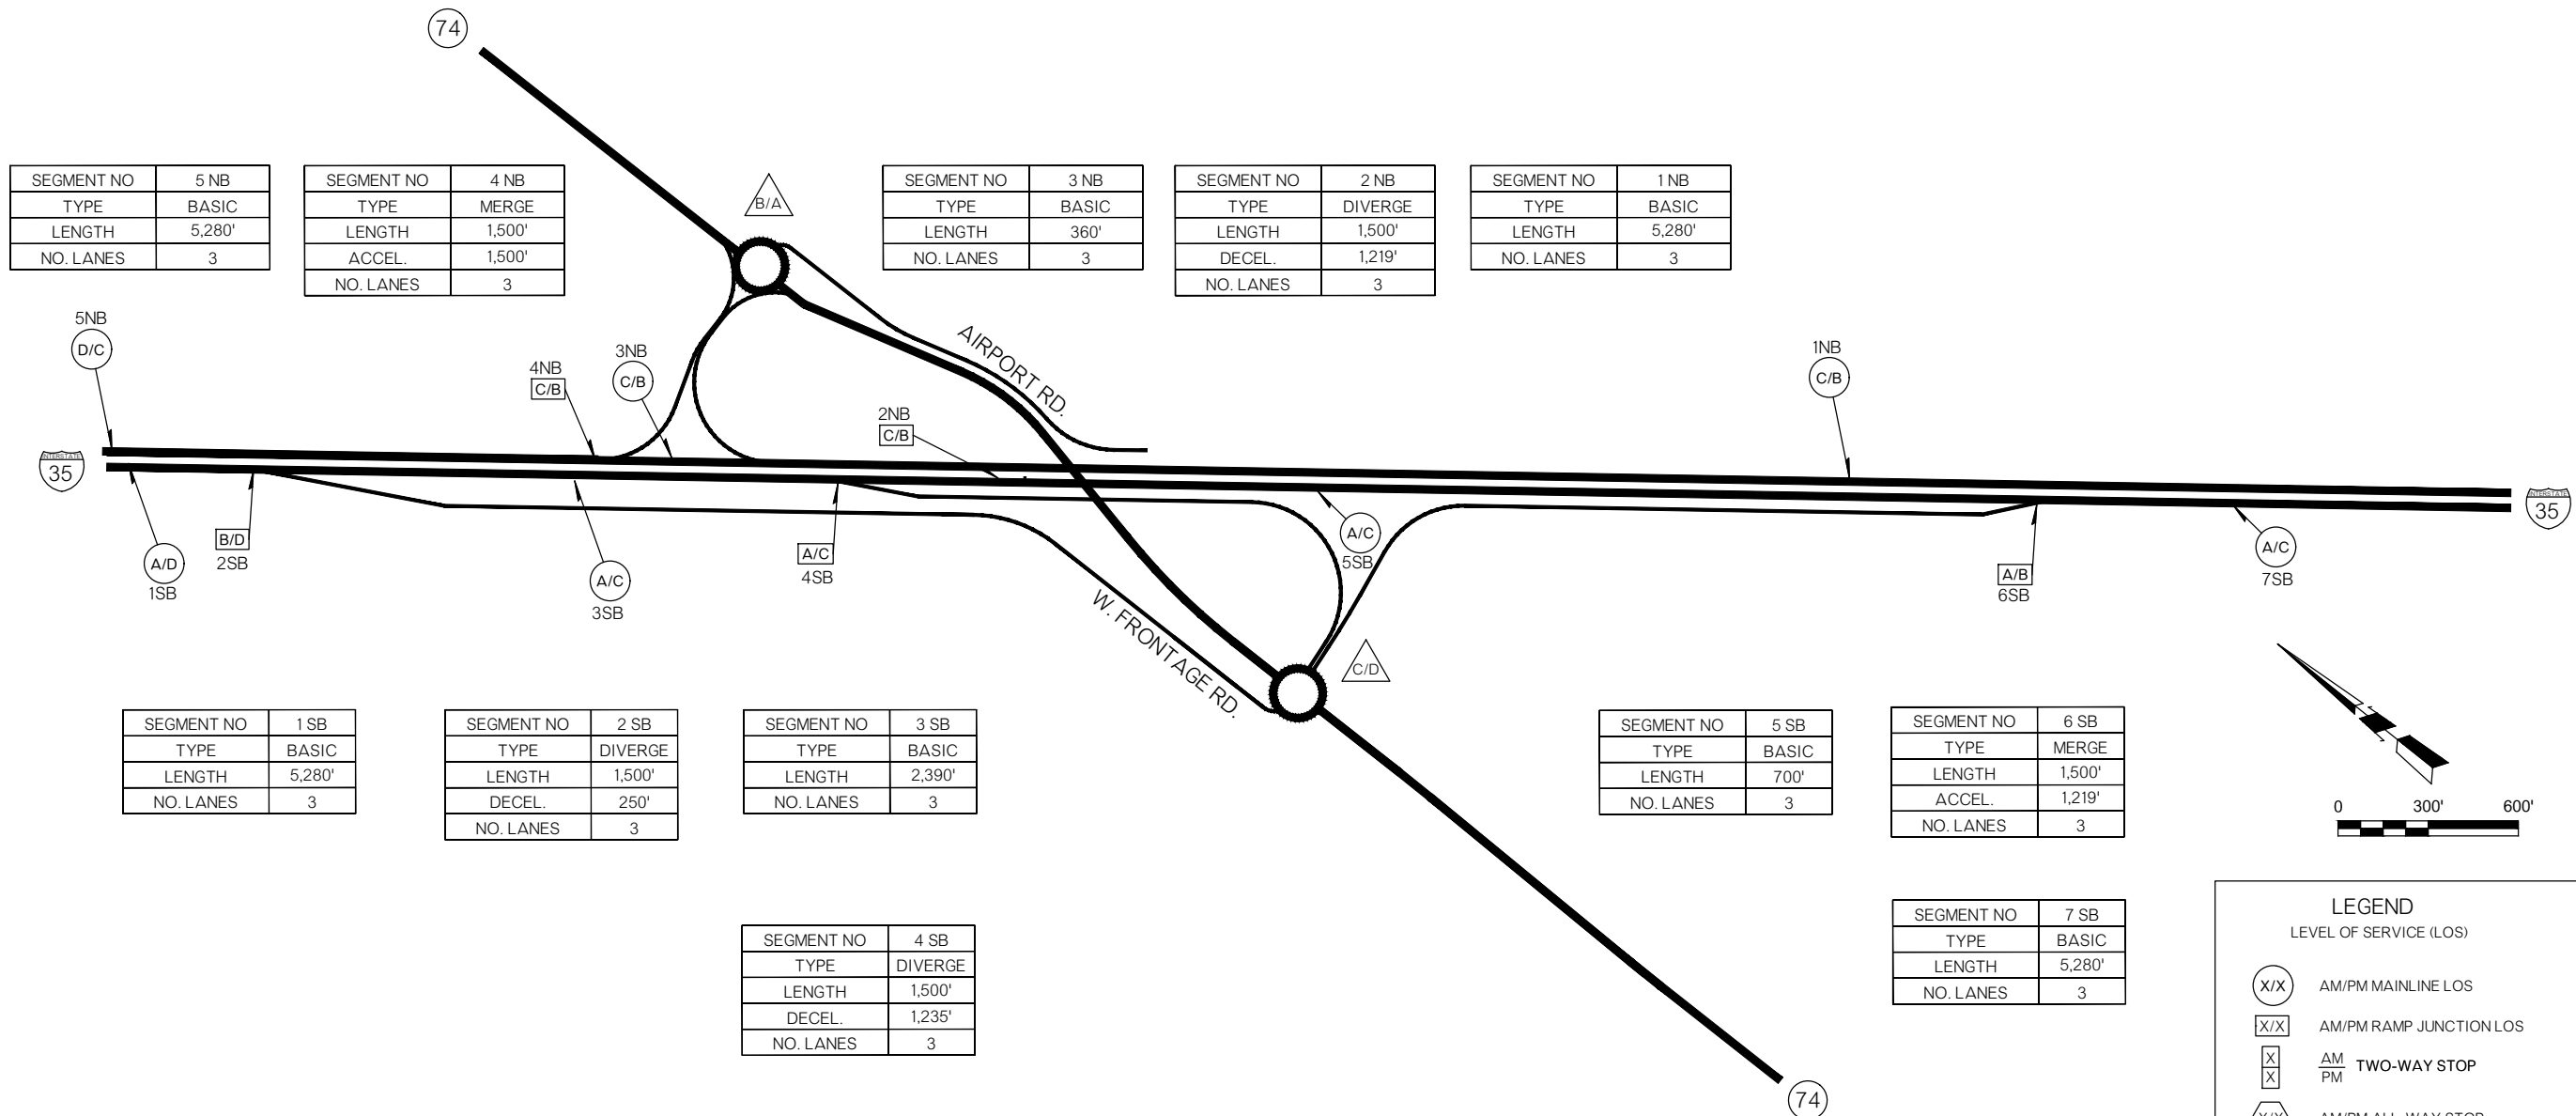 74
SEGMENT NO 5 NB
TYPE BASIC
LENGTH 5,280'
NO. LANES 3
SEGMENT NO 4 NB
TYPE MERGE
LENGTH 1,500'
ACCEL. 1,500'
NO. LANES 3
B/A
SEGMENT NO 3 NB
TYPE BASIC
LENGTH 360'
NO. LANES 3
SEGMENT NO 2 NB
TYPE DIVERGE
LENGTH 1,500'
DECEL. 1,219'
NO. LANES 3
SEGMENT NO 1 NB
TYPE BASIC
LENGTH 5,280'
NO. LANES 3
5NB
D/C
4NB
C/B
3NB
C/B
AIRPORT RD.
2NB
C/B
1NB
C/B
INTERSTATE
35
INTERSTATE
35
A/D
1SB
B/D
2SB
A/C
3SB
A/C
4SB
A/C
5SB
A/B
6SB
A/C
7SB
W. FRONTAGE RD.
C/D
SEGMENT NO 1 SB
TYPE BASIC
LENGTH 5,280'
NO. LANES 3
SEGMENT NO 2 SB
TYPE DIVERGE
LENGTH 1,500'
DECEL. 250'
NO. LANES 3
SEGMENT NO 3 SB
TYPE BASIC
LENGTH 2,390'
NO. LANES 3
SEGMENT NO 5 SB
TYPE BASIC
LENGTH 700'
NO. LANES 3
SEGMENT NO 6 SB
TYPE MERGE
LENGTH 1,500'
ACCEL. 1,219'
NO. LANES 3
0 300' 600'
SEGMENT NO 4 SB
TYPE DIVERGE
LENGTH 1,500'
DECEL. 1,235'
NO. LANES 3
SEGMENT NO 7 SB
TYPE BASIC
LENGTH 5,280'
NO. LANES 3
74
LEGEND
LEVEL OF SERVICE (LOS)
X/X AM/PM MAINLINE LOS
X/X AM/PM RAMP JUNCTION LOS
X AM
X PM TWO-WAY STOP
X/X AM/PM ALL-WAY STOP